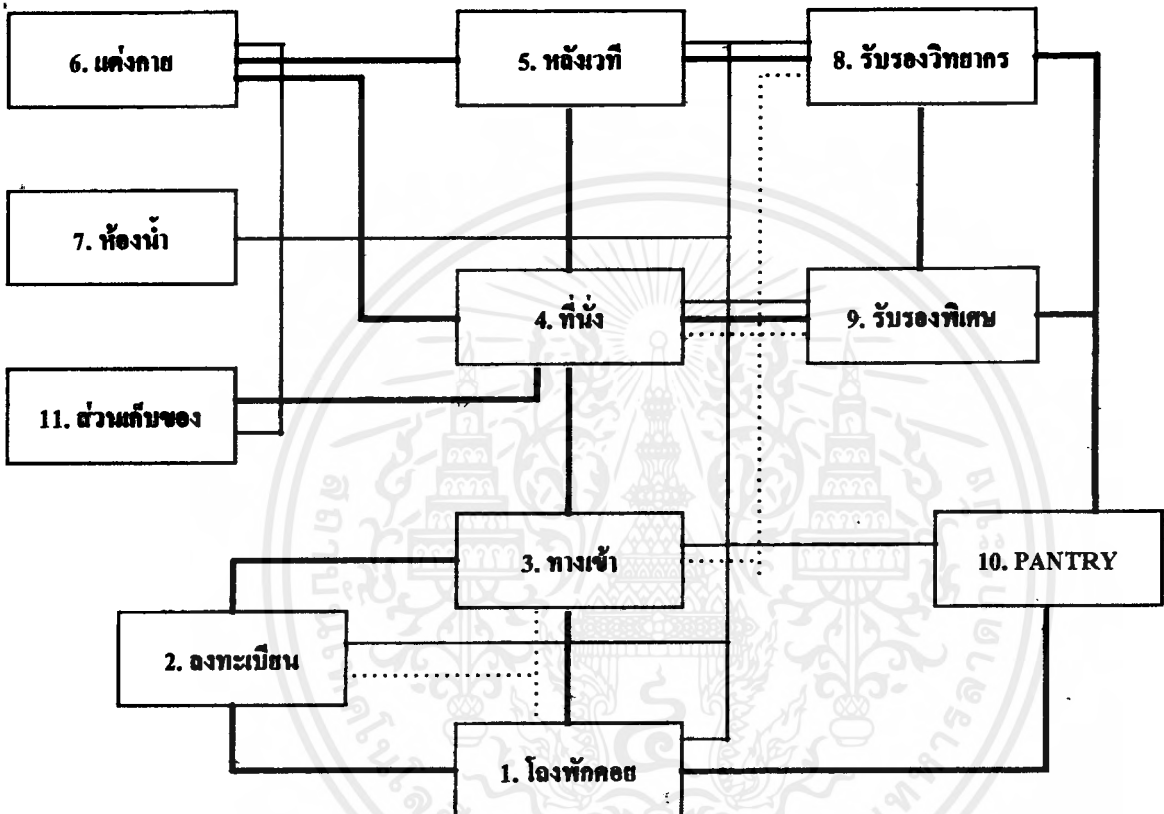 6. แต่งกาย
5. หลังเวที
8. รับรองวิทยากร
7. ห้องน้ำ
4. ที่นั่ง
9. รับรองพิเศษ
11. ส่วนเก็บของ
3. ทางเข้า
10. PANTRY
2. ลงทะเบียน
1. โถงพักคอย